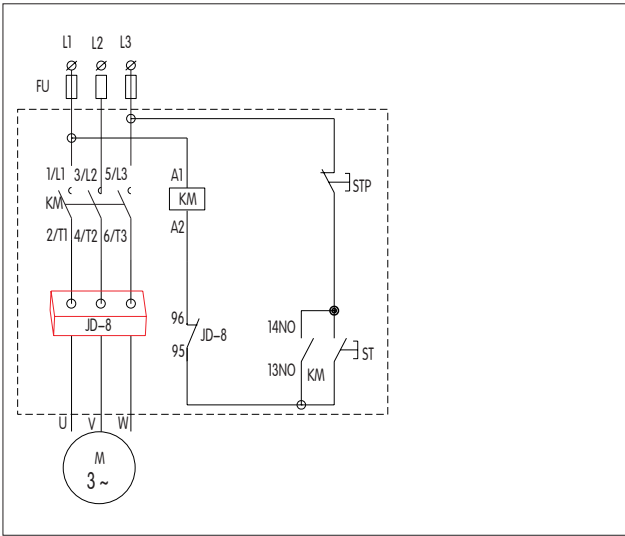 L1 L2 L3
FU
1/L1 3/L2 5/L3
A1
KM
KM
STP
A2
2/T1 4/T2 6/T3
JD-8
96
JD-8
95
14NO
13NO
KM
ST
U V W
M
3 ~